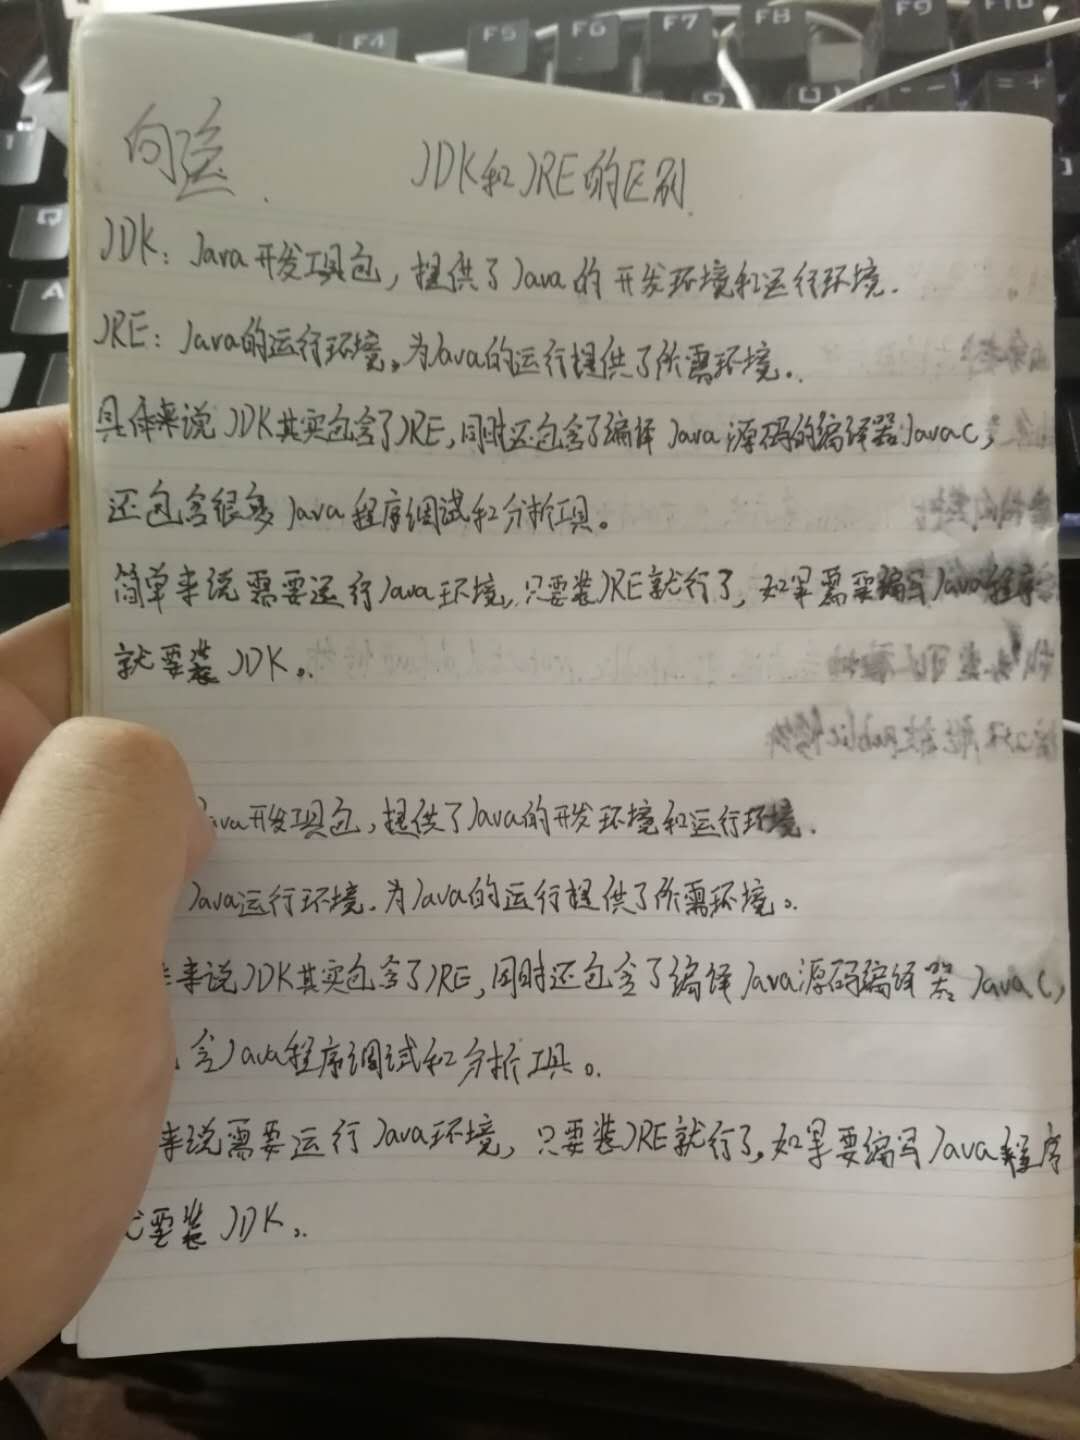 F4 F5 F6 F7 F8 F9 F10
Q
A
JDK和JRE的区别.
JDK: Java开发工具包, 提供了Java的开发环境和运行环境.
JRE: Java的运行环境。为Java的运行提供了所需环境。
具体来说JDK其实包含了JRE,同时还包含了编译Java源码的编译器JavaC,
还包含很多Java程序调试和分析工具。
简单来说需要运行Java环境,只要装JRE就行了,如果需要编写Java程序
就要装JDK。
Java开发工具包,提供了Java的开发环境和运行环境.
Java运行环境.为Java的运行提供了所需环境。
来说JDK其实包含了JRE,同时还包含了编译Java源码编译器JavaC,
含Java程序调试和分析工具。
来说需要运行Java环境,只要装JRE就行了,如果要编写Java程序
要装JDK。